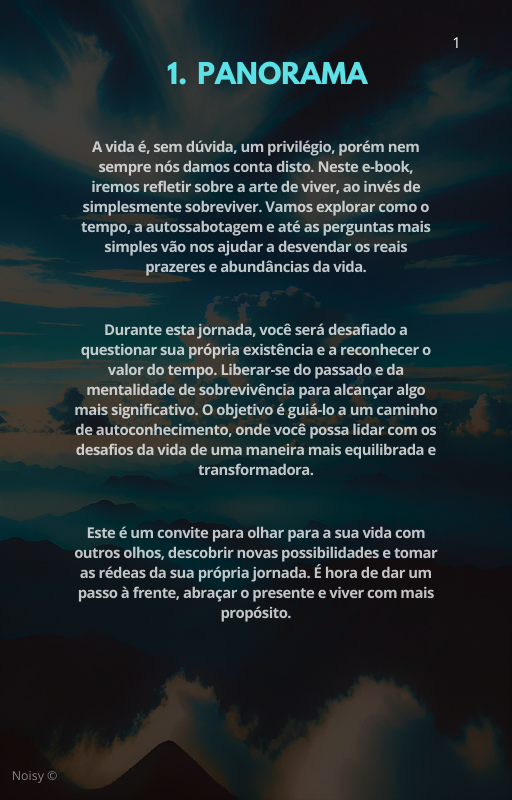 1
1. PANORAMA
A vida é, sem dúvida, um privilégio, porém nem
sempre nós damos conta disto. Neste e-book,
iremos refletir sobre a arte de viver, ao invés de
simplesmente sobreviver. Vamos explorar como o
tempo, a autossabotagem e até as perguntas mais
simples vão nos ajudar a desvendar os reais
prazeres e abundâncias da vida.
Durante esta jornada, você será desafiado a
questionar sua própria existência e a reconhecer o
valor do tempo. Liberar-se do passado e da
mentalidade de sobrevivência para alcançar algo
mais significativo. O objetivo é guiá-lo a um caminho
de autoconhecimento, onde você possa lidar com os
desafios da vida de uma maneira mais equilibrada e
transformadora.
Este é um convite para olhar para a sua vida com
outros olhos, descobrir novas possibilidades e tomar
as rédeas da sua própria jornada. É hora de dar um
passo à frente, abraçar o presente e viver com mais
propósito.
Noisy ©